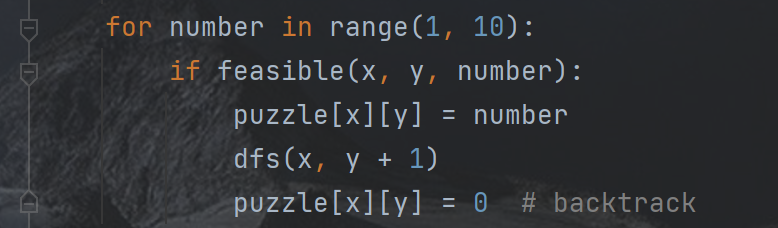 for number in range(1, 10):
    if feasible(x, y, number):
        puzzle[x][y] = number
        dfs(x, y + 1)
        puzzle[x][y] = 0  # backtrack